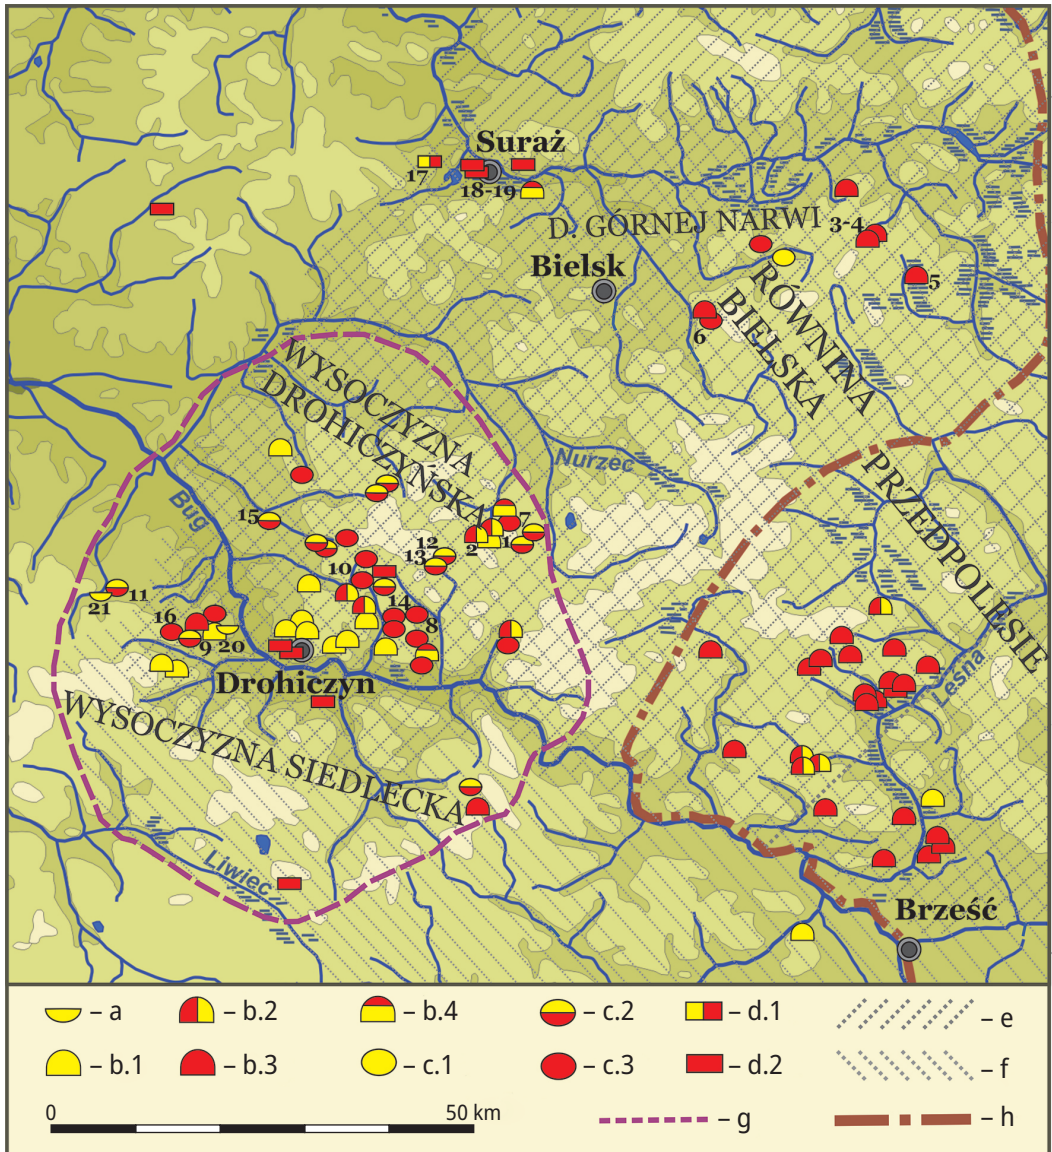 Suraż
17
18-19
D. GÓRNEJ NARWI
3-4
Bielsk
5
6
RÓWNINA
BIELSKA
WYSOCZYZNA
DROHICZYŃSKA
Nurzec
PRZEDPOLESIE
Bug
15
7
2
1
12
13
10
11
21
14
16
8
9
20
Drohiczyn
Leśna
WYSOCZYZNA SIEDLECKA
Liwiec
Brześć
– a
– b.2
– b.4
– c.2
– d.1
– e
– b.1
– b.3
– c.1
– c.3
– d.2
– f
0
50 km
– g
– h